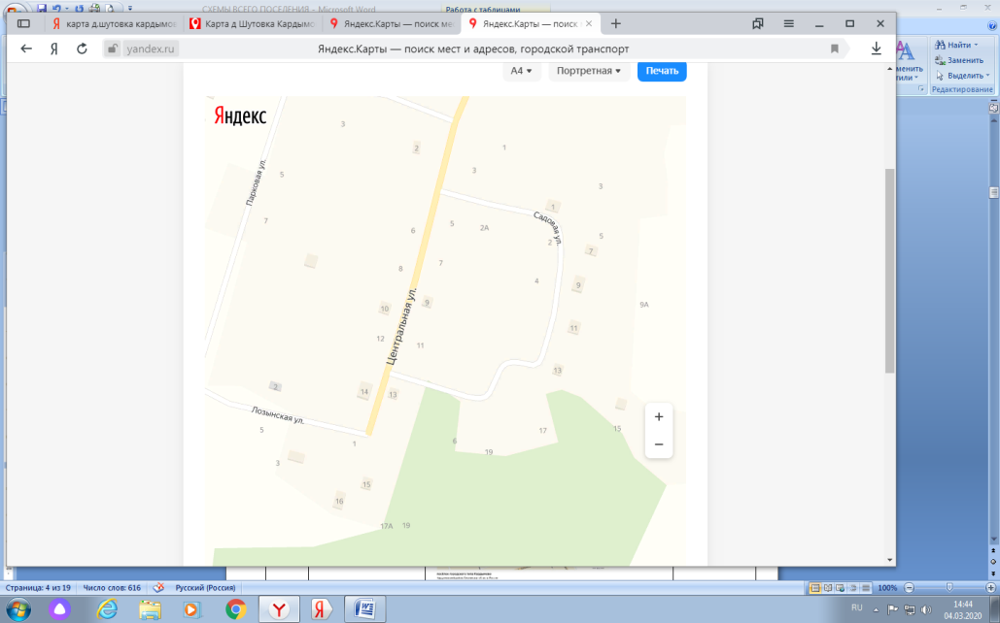 СХЕМЫ ВСЕГО ПОСЕЛЕНИЯ - Microsoft Word
Работа с таблицами
карта д.шутовка кардымо
Карта д Шутовка Кардымо
Яндекс.Карты — поиск ме
Яндекс.Карты — поиск
yandex.ru
Яндекс.Карты — поиск мест и адресов, городской транспорт
Найти
Заменить
Выделить
Редактирование
A4
Портретная
Печать
Яндекс
3
2
1
Парковая ул.
5
3
3
7
1
Садовая ул.
6
5
2А
2
5
7
8
7
4
9
9А
10
9
Центральная ул.
11
12
11
13
2
14
13
Лозынская ул.
5
1
6
19
17
15
3
15
16
17А
19
+
−
Страница: 4 из 19
Число слов: 616
Русский (Россия)
100%
RU
14:44
04.03.2020